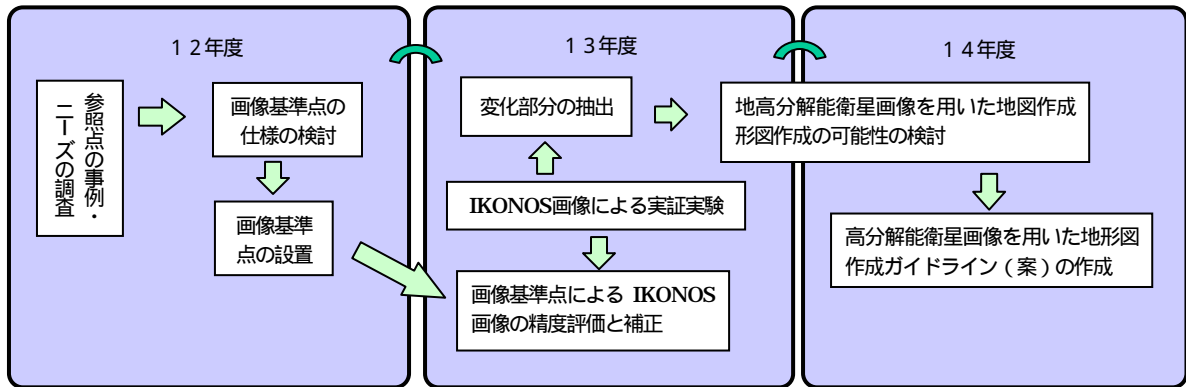 １２年度
参照点の事例・
ニーズの調査
画像基準点の
仕様の検討
画像基準
点の設置
１３年度
変化部分の抽出
IKONOS画像による実証実験
画像基準点による IKONOS
画像の精度評価と補正
１４年度
地高分解能衛星画像を用いた地図作成
形図作成の可能性の検討
高分解能衛星画像を用いた地形図
作成ガイドライン（案）の作成